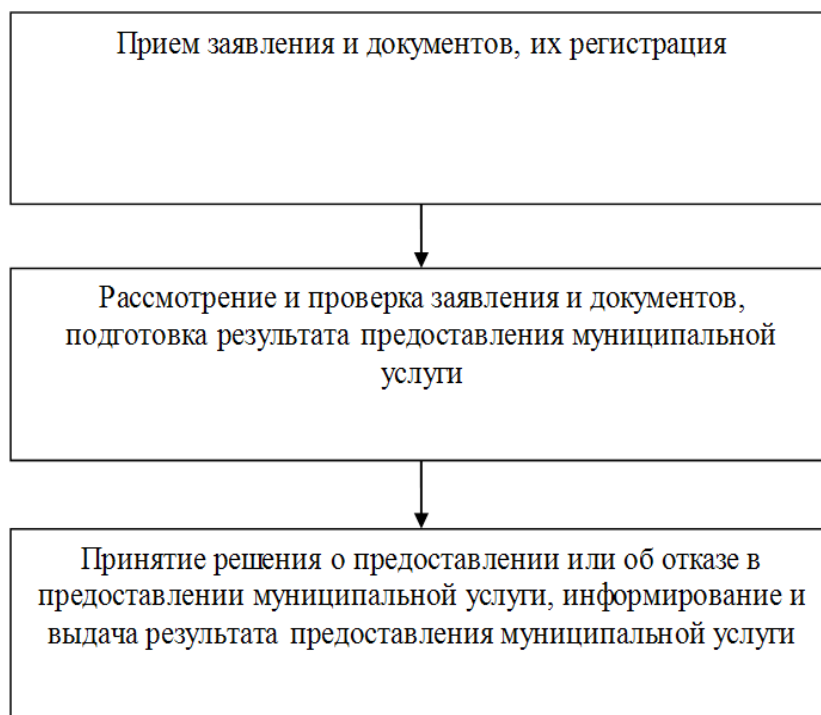 Прием заявления и документов, их регистрация
Рассмотрение и проверка заявления и документов,
подготовка результата предоставления муниципальной
услуги
Принятие решения о предоставлении или об отказе в
предоставлении муниципальной услуги, информирование и
выдача результата предоставления муниципальной услуги